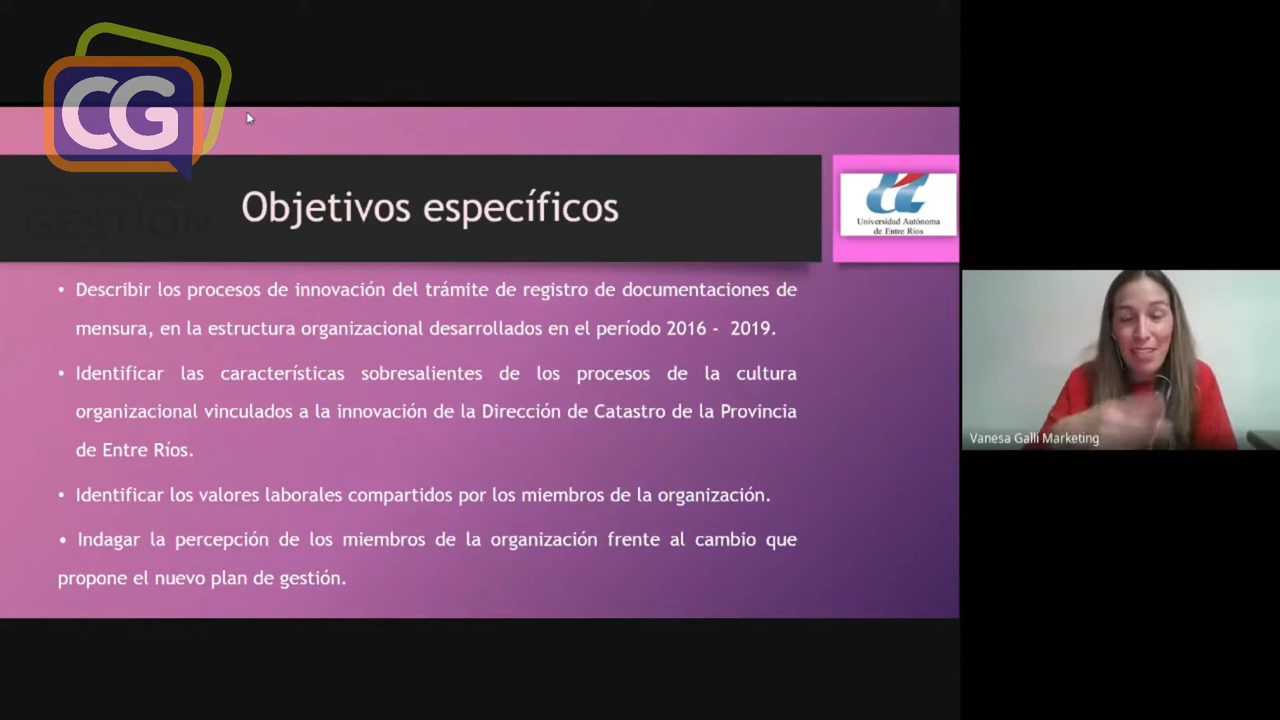 CG
GESTIÓN
Objetivos específicos
Universidad Autónoma
de Entre Ríos
• Describir los procesos de innovación del trámite de registro de documentaciones de
mensura, en la estructura organizacional desarrollados en el período 2016 - 2019.
• Identificar las características sobresalientes de los procesos de la cultura
organizacional vinculados a la innovación de la Dirección de Catastro de la Provincia
de Entre Ríos.
• Identificar los valores laborales compartidos por los miembros de la organización.
• Indagar la percepción de los miembros de la organización frente al cambio que
propone el nuevo plan de gestión.
Vanesa Galli Marketing